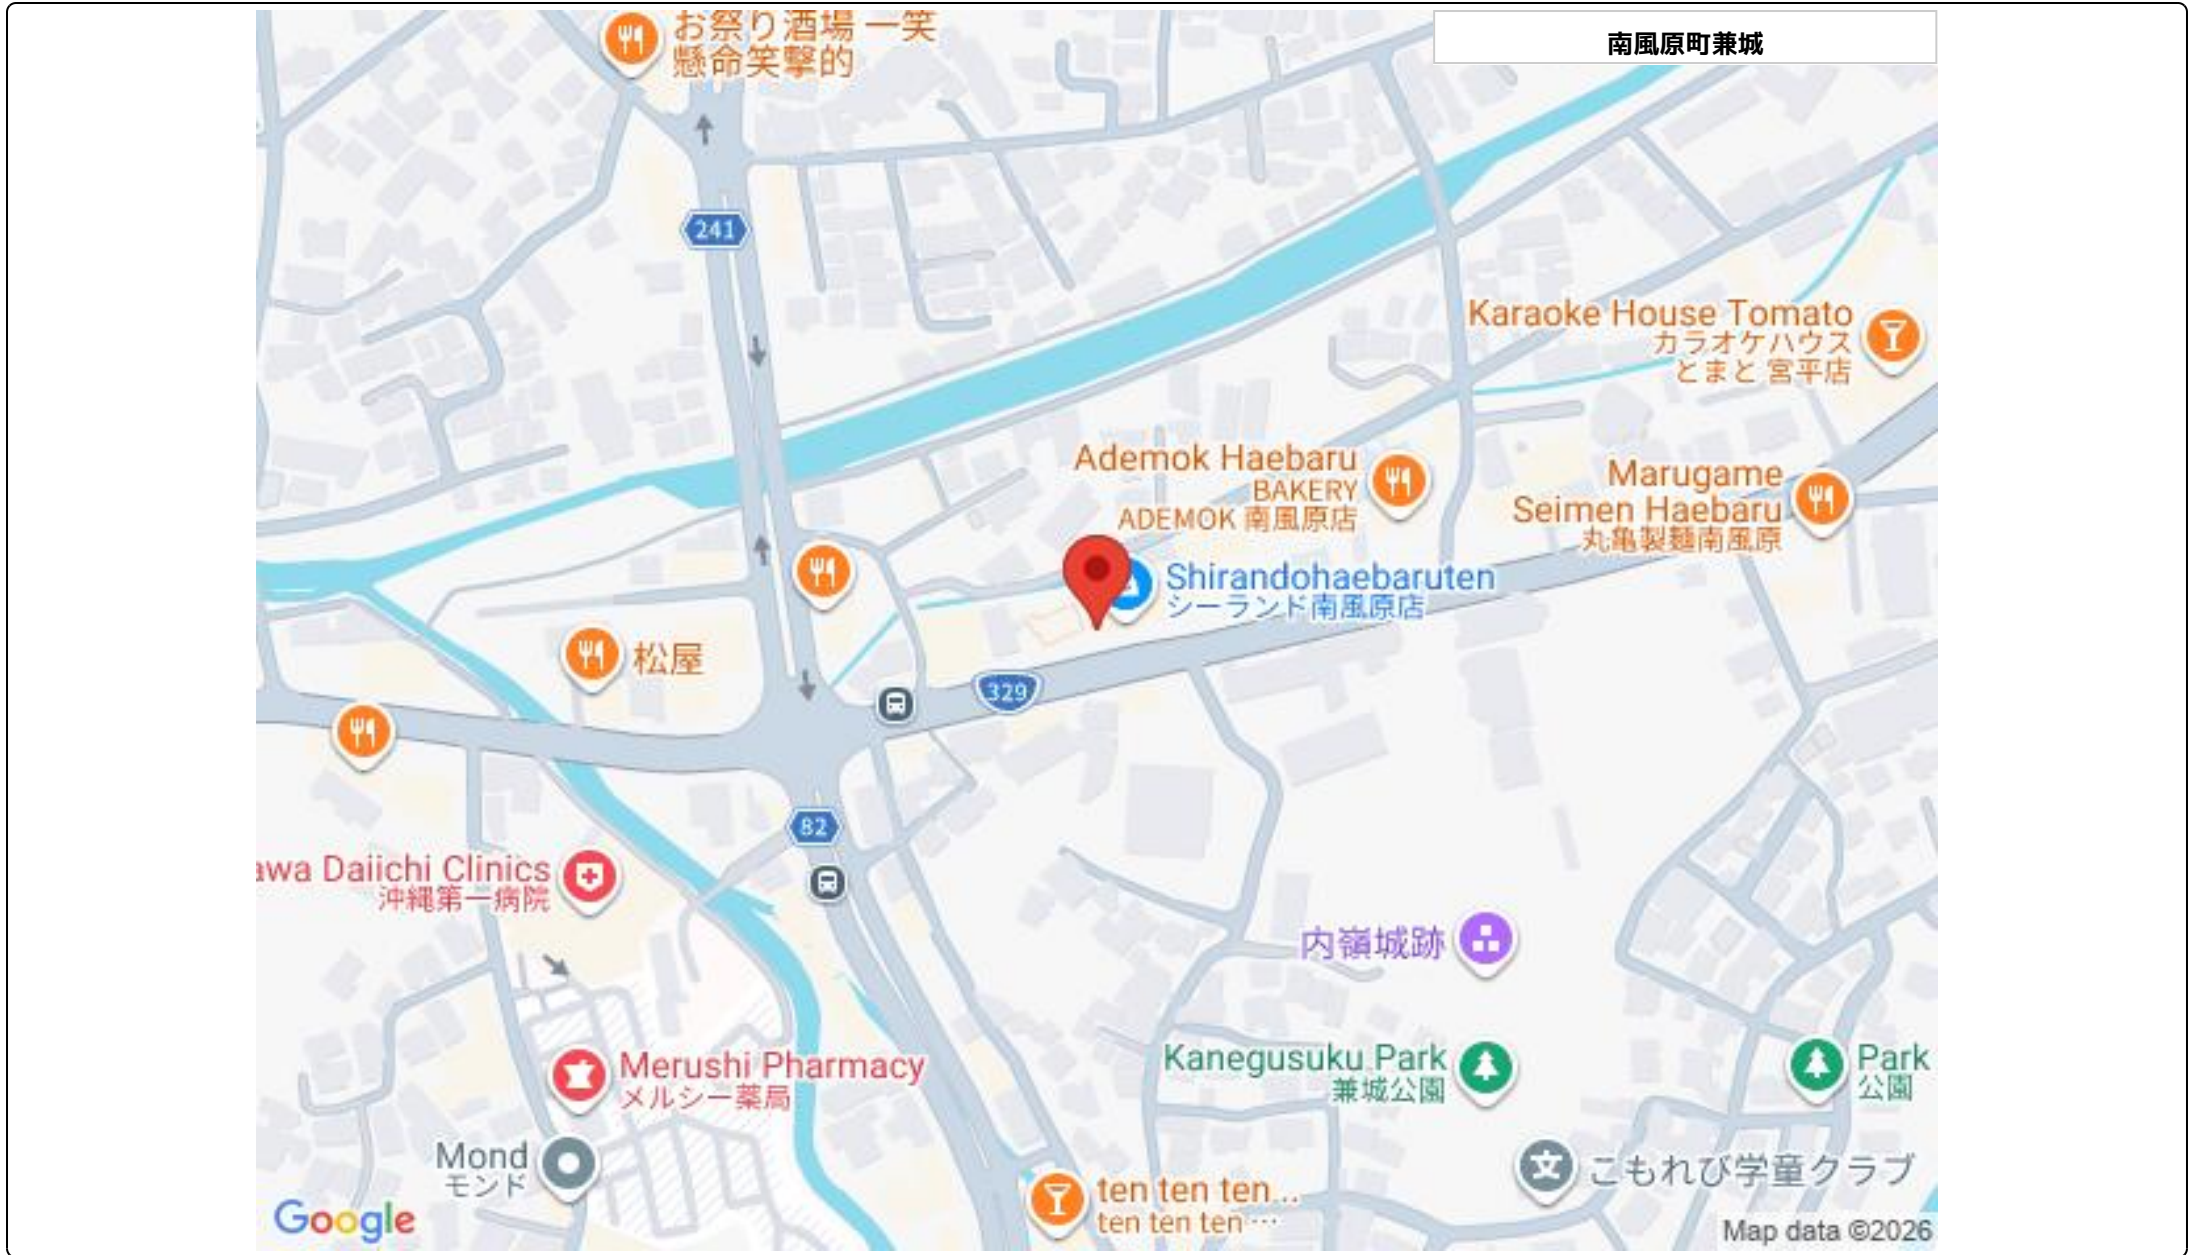 お祭り酒場 一笑
懸命笑撃的
南風原町兼城
241
Karaoke House Tomato
カラオケハウス
とまと 宮平店
Ademok Haebaru
BAKERY
ADEMOK 南風原店
Marugame
Seimen Haebaru
丸亀製麺南風原
Shirandohaebaruten
シーランド南風原店
松屋
329
82
awa Daiichi Clinics
沖縄第一病院
内嶺城跡
Merushi Pharmacy
メルシー薬局
Kanegusuku Park
兼城公園
Park
公園
Mond
モンド
こもれび学童クラブ
ten ten ten...
ten ten ten …
Google
Map data ©2026